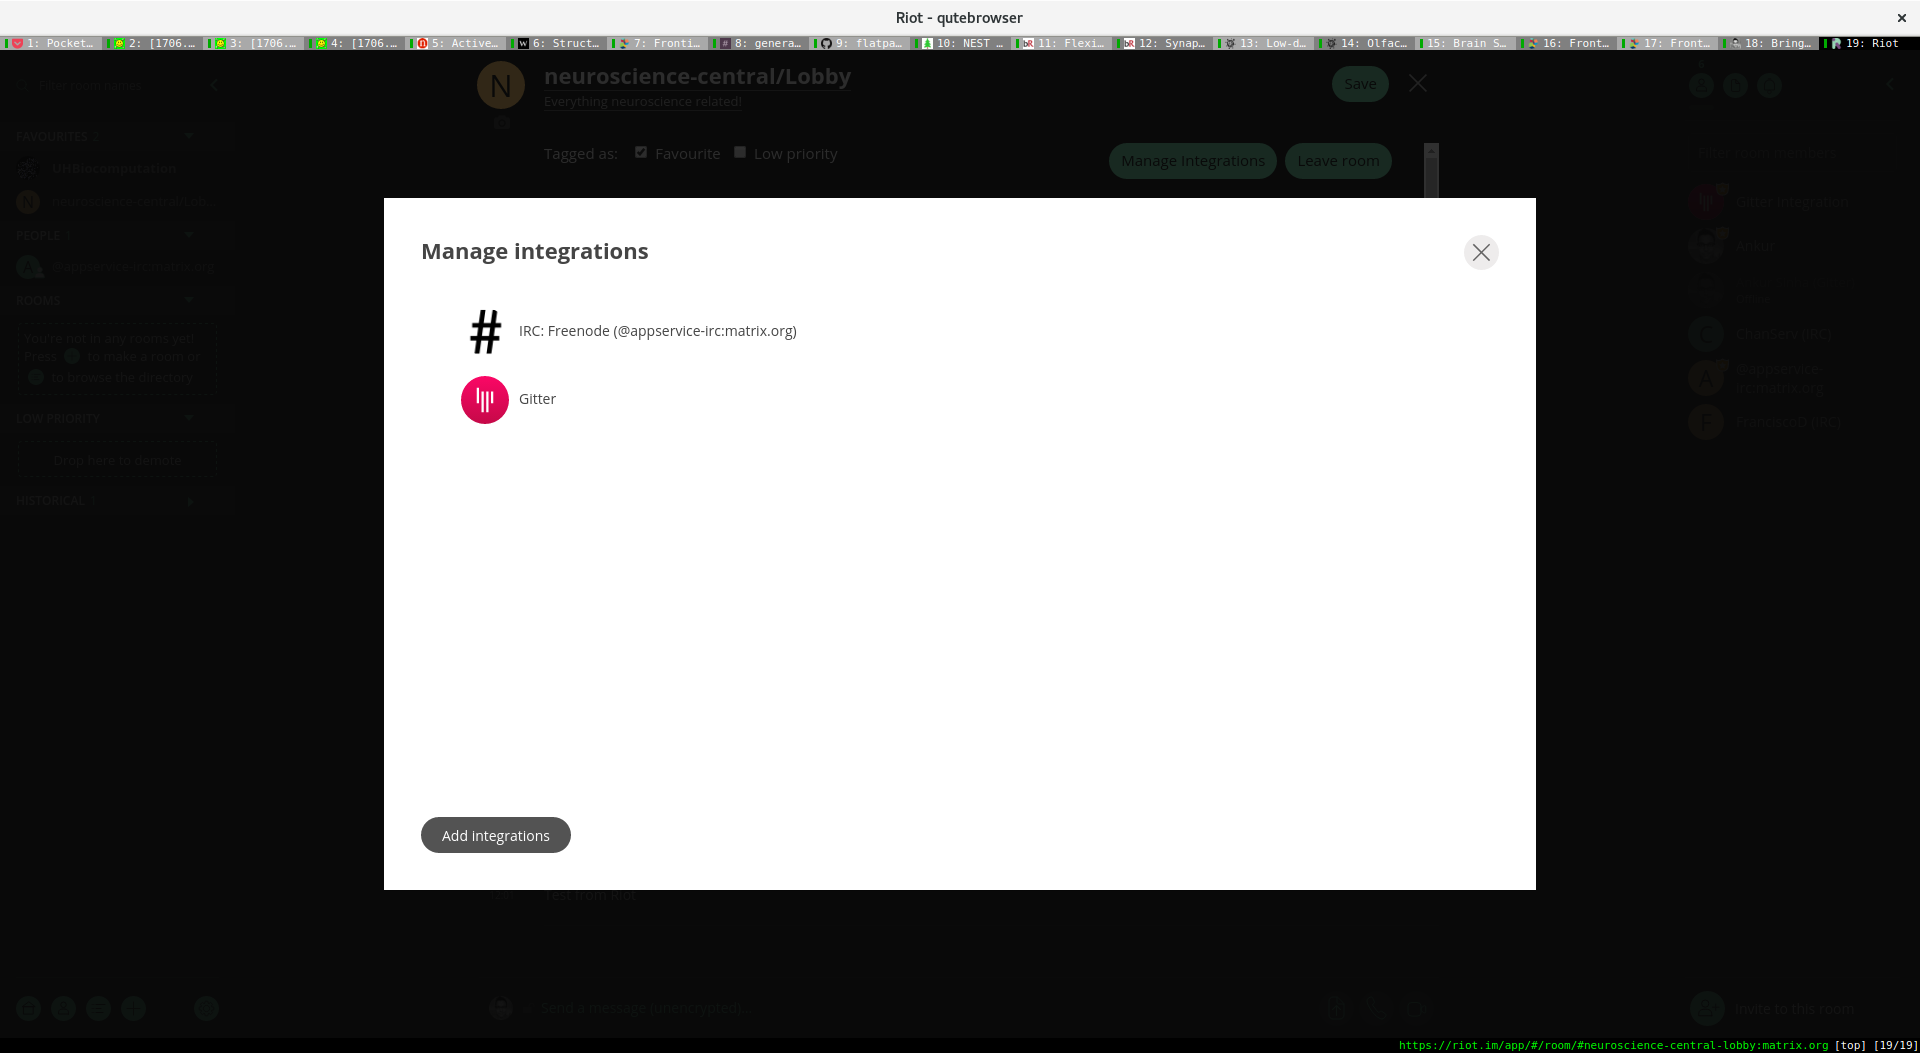 Riot - qutebrowser
1: Pocket… 2: [1706.… 3: [1706.… 4: [1706.… 5: Active… 6: Struct… 7: Fronti… 8: genera… 9: flatpa… 10: NEST … 11: Flexi… 12: Synap… 13: Low-d… 14: Olfac… 15: Brain S… 16: Front… 17: Front… 18: Bring… 19: Riot
Filter room names
FAVOURITES 2
UHBiocomputation
neuroscience-central/Lob...
PEOPLE 1
@appservice-irc:matrix.org
ROOMS
You're not in any rooms yet!
Press to make a room or
to browse the directory
LOW PRIORITY
Drop here to demote
HISTORICAL
N
neuroscience-central/Lobby
Everything neuroscience related!
Save
Tagged as: Favourite Low priority
Manage Integrations
Leave room
Manage integrations
IRC: Freenode (@appservice-irc:matrix.org)
Gitter
Add integrations
Test from Riot
Send a message (unencrypted)...
Filter room members
Gitter Integration
Ankur
ChanServ (IRC)
@appservice-
irc:matrix.org
FranciscoD (IRC)
Invite to this room
https://riot.im/app/#/room/#neuroscience-central-lobby:matrix.org [top] [19/19]